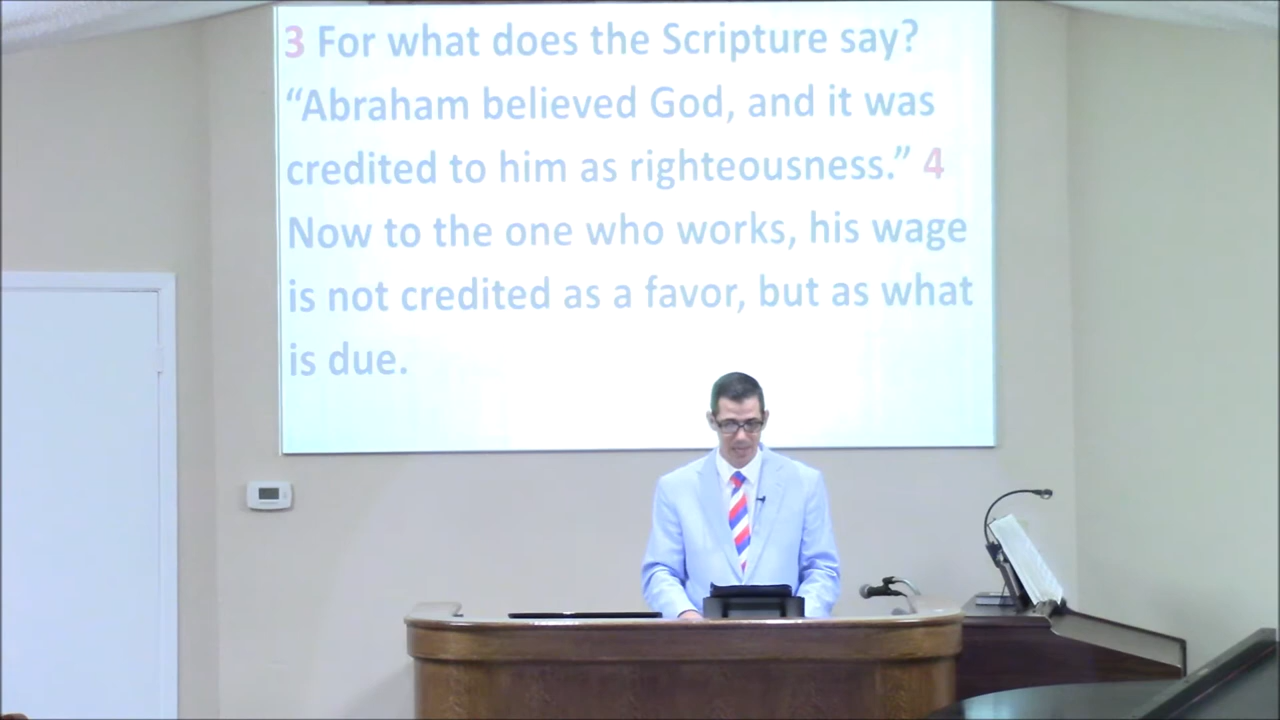 3 For what does the Scripture say?
“Abraham believed God, and it was
credited to him as righteousness.” 4
Now to the one who works, his wage
is not credited as a favor, but as what
is due.